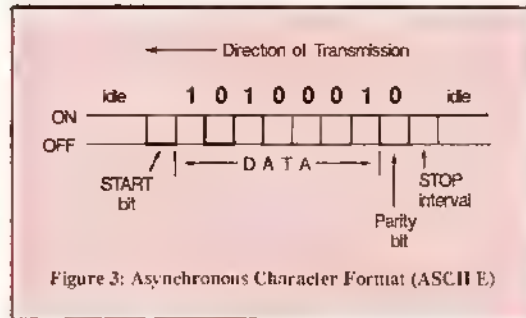 Direction of Transmission
idle 1 0 1 0 0 0 1 0 idle
ON
OFF
START bit
D A T A
Parity bit
STOP interval
Figure 3: Asynchronous Character Format (ASCII E)